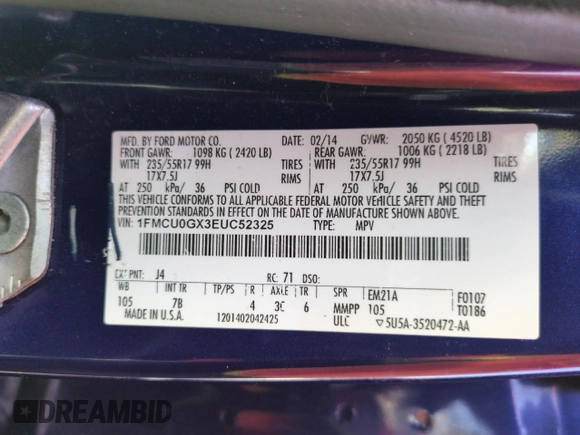 MFD. BY FORD MOTOR CO. DATE: 02/14 GVWR: 2050 KG ( 4520 LB)
FRONT GAWR: 1098 KG ( 2420 LB) REAR GAWR: 1006 KG ( 2218 LB)
WITH 235/55R17 99H TIRES WITH 235/55R17 99H TIRES
17X7.5J RIMS 17X7.5J RIMS
AT 250 kPa/ 36 PSI COLD AT 250 kPa/ 36 PSI COLD
THIS VEHICLE CONFORMS TO ALL APPLICABLE FEDERAL MOTOR VEHICLE SAFETY AND THEFT
PREVENTION STANDARDS IN EFFECT ON THE DATE OF MANUFACTURE SHOWN ABOVE.
VIN: 1FMCU0GX3EUC52325 TYPE: MPV
EXT PNT: J4 RC: 71 DSO:
WB INT TR TP/PS R AXLE TR SPR EM21A F0107
105 7B 4 3C 6 MMPP 105 T0186
MADE IN U.S.A. 1201402042425 ULC 5U5A-3520472-AA
DREAMBID